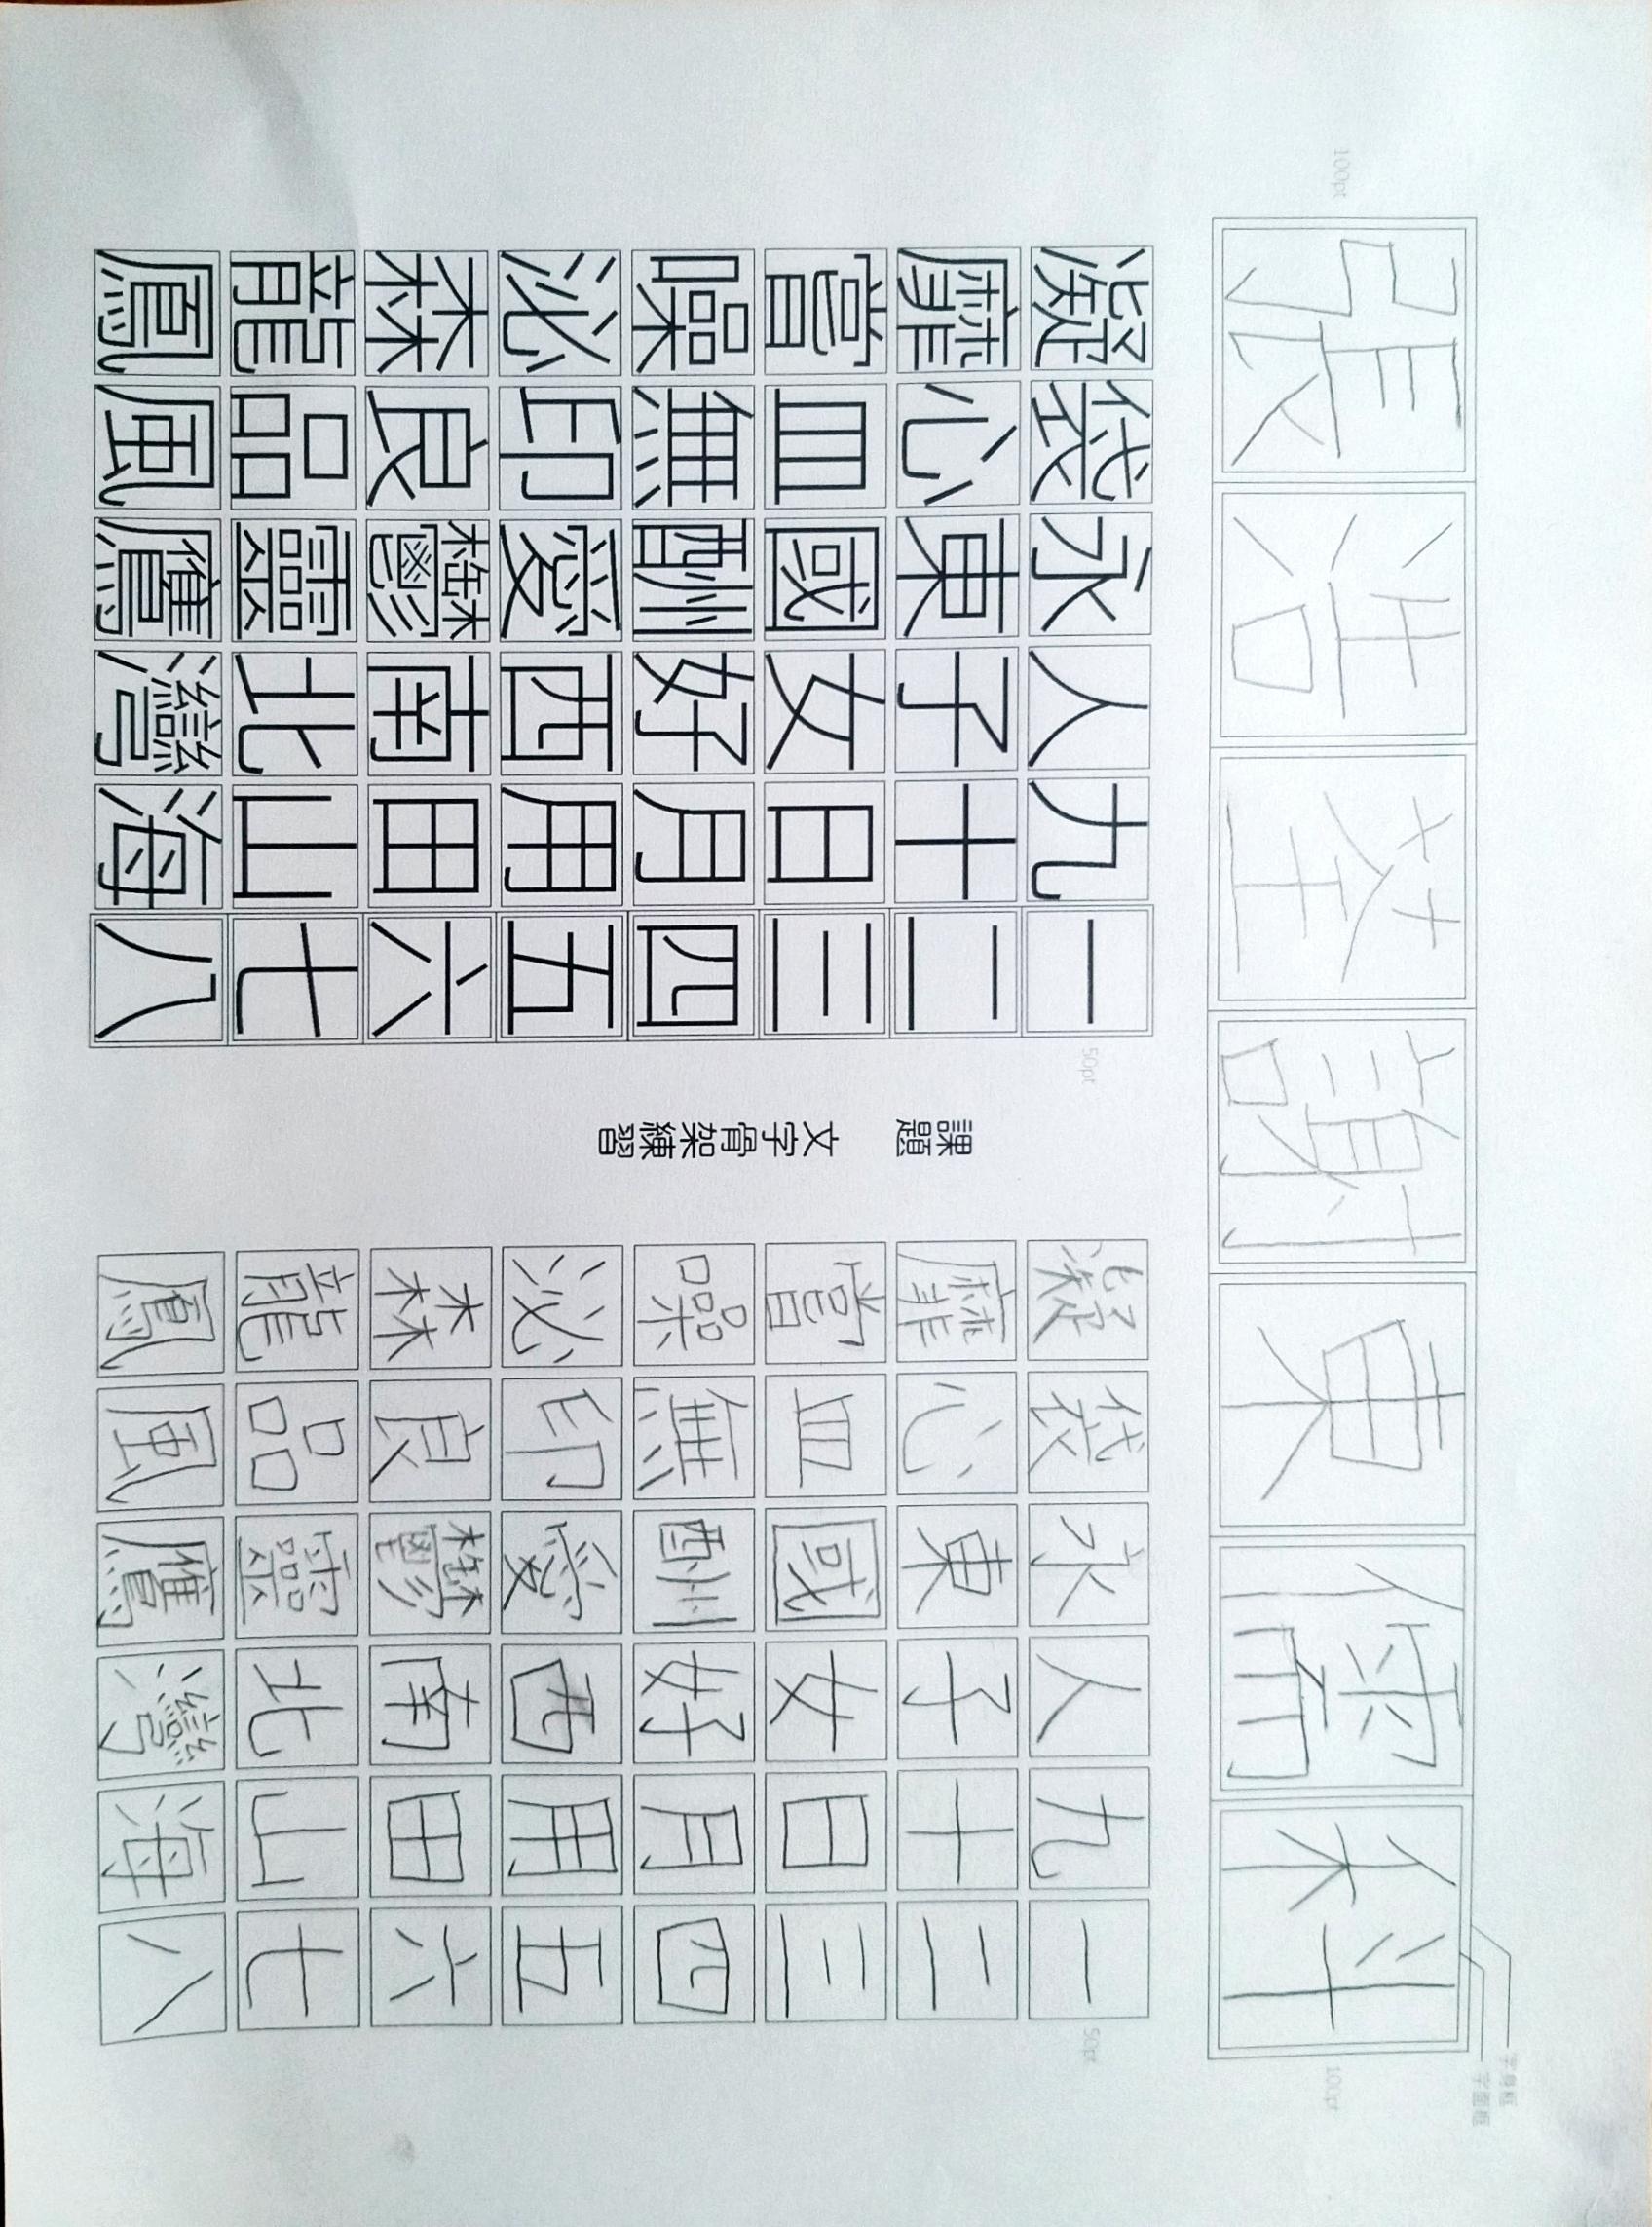 字身框
字面框
張浩荃謝東儒科
100pt
100pt
50pt
一二三四五六七八
九十日月用田山海
人子女好西南北灣
永東國酬愛鬱靈鷹
袋心皿無印良品風
凝靡嘗噪泌森龍鳳
課題 文字骨架練習
50pt
一二三四五六七八
九十日月用田山海
人子女好西南北灣
永東國酬愛鬱靈鷹
袋心皿無印良品風
凝靡嘗噪泌森龍鳳